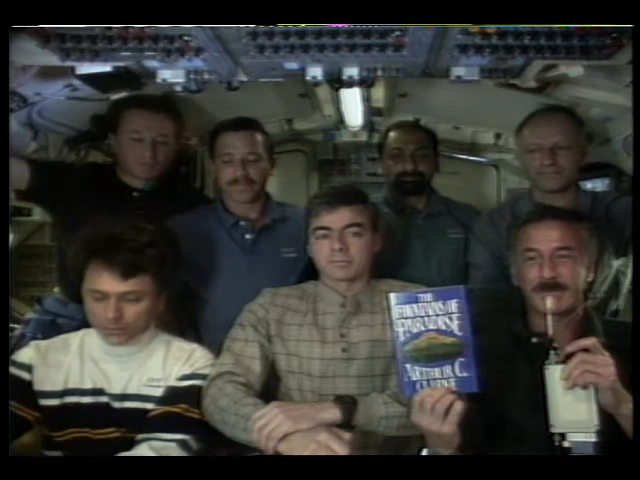 THE
FOUNTAINS OF
PARADISE
ARTHUR C.
CLARKE